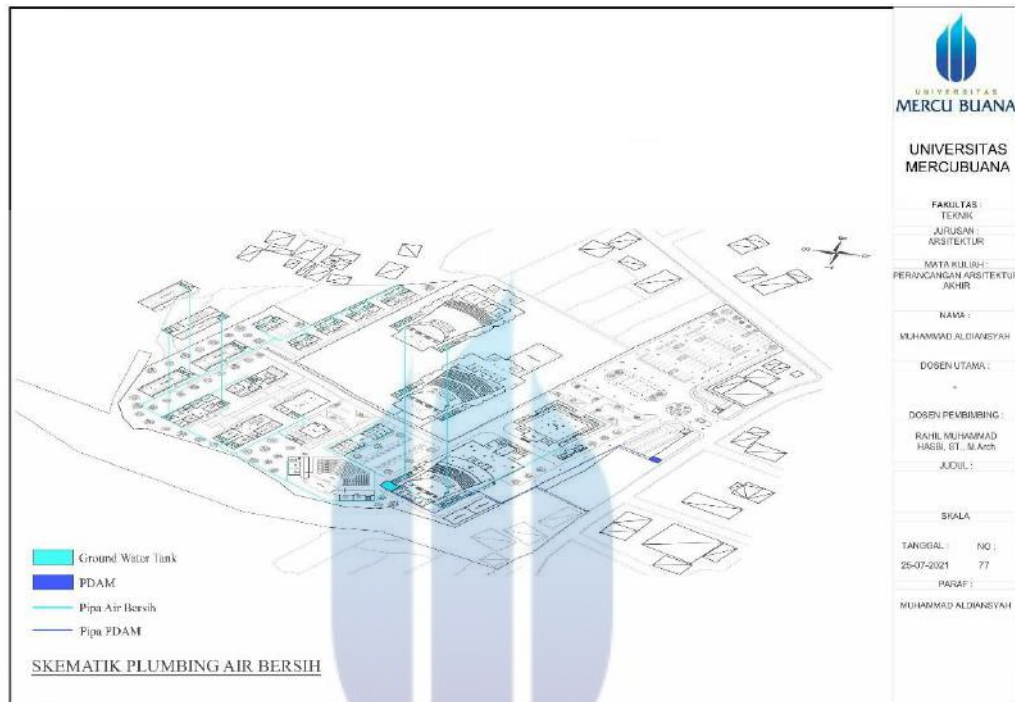 Ground Water Tank
PDAM
Pipa Air Bersih
Pipa PDAM
SKEMATIK PLUMBING AIR BERSIH
UNIVERSITAS
MERCU BUANA
UNIVERSITAS
MERCUBUANA
FAKULTAS :
TEKNIK
JURUSAN :
ARSITEKTUR
MATA KULIAH :
PERANCANGAN ARSITEKTUR
AKHIR
NAMA :
MUHAMMAD ALDIANSYAH
DOSEN UTAMA :
-
DOSEN PEMBIMBING :
RAHIL MUHAMMAD
HASBI, ST., M.Arch
JUDUL :
SKALA
TANGGAL : NO :
25-07-2021 77
PARAF :
MUHAMMAD ALDIANSYAH